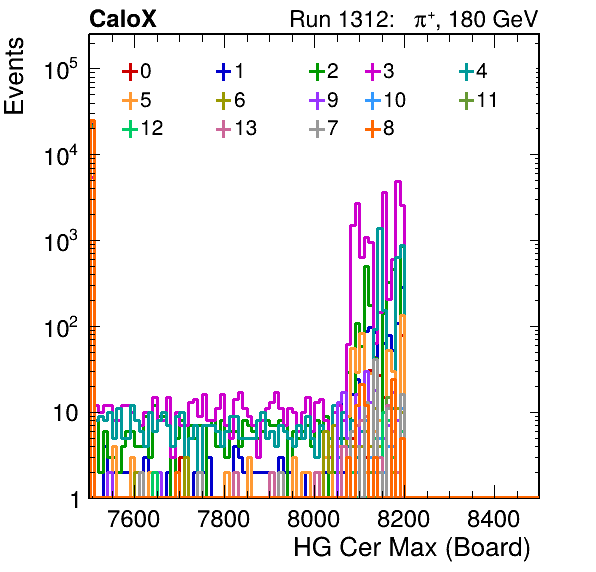 CaloX Run 1312: π⁺, 180 GeV
Events
0 1 2 3 4
5 6 9 10 11
12 13 7 8
10⁵
10⁴
10³
10²
10
1
7600 7800 8000 8200 8400
HG Cer Max (Board)